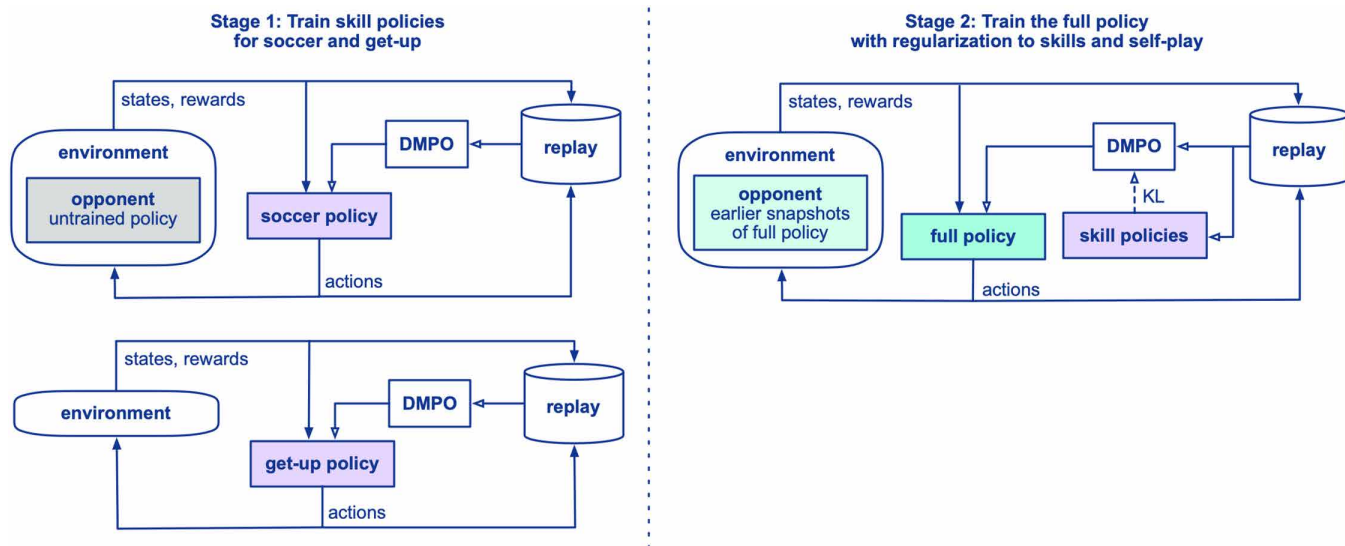 Stage 1: Train skill policies
for soccer and get-up
states, rewards
environment
opponent
untrained policy
DMPO
replay
soccer policy
actions
states, rewards
environment
DMPO
replay
get-up policy
actions
Stage 2: Train the full policy
with regularization to skills and self-play
states, rewards
environment
opponent
earlier snapshots
of full policy
DMPO
replay
KL
full policy
skill policies
actions